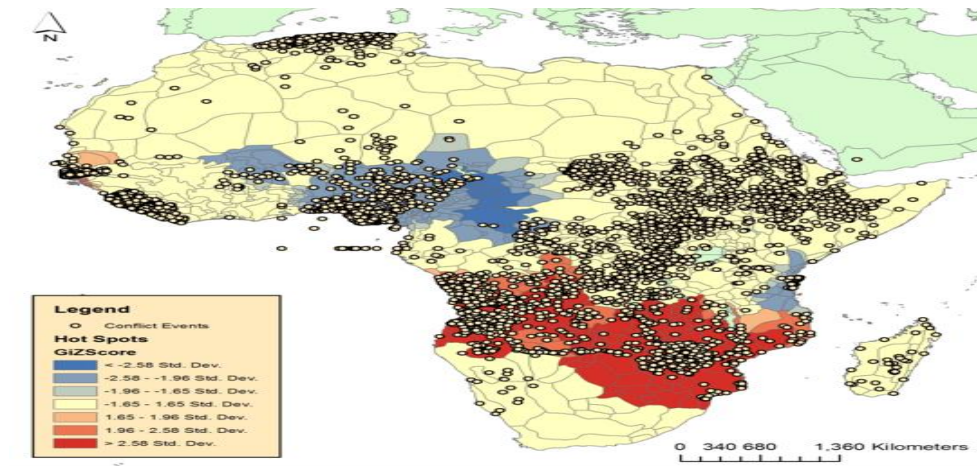 N
Legend
Conflict Events
Hot Spots
GiZScore
< -2.58 Std. Dev.
-2.58 - -1.96 Std. Dev.
-1.96 - -1.65 Std. Dev.
-1.65 - 1.65 Std. Dev.
1.65 - 1.96 Std. Dev.
1.96 - 2.58 Std. Dev.
> 2.58 Std. Dev.
0 340 680 1,360 Kilometers